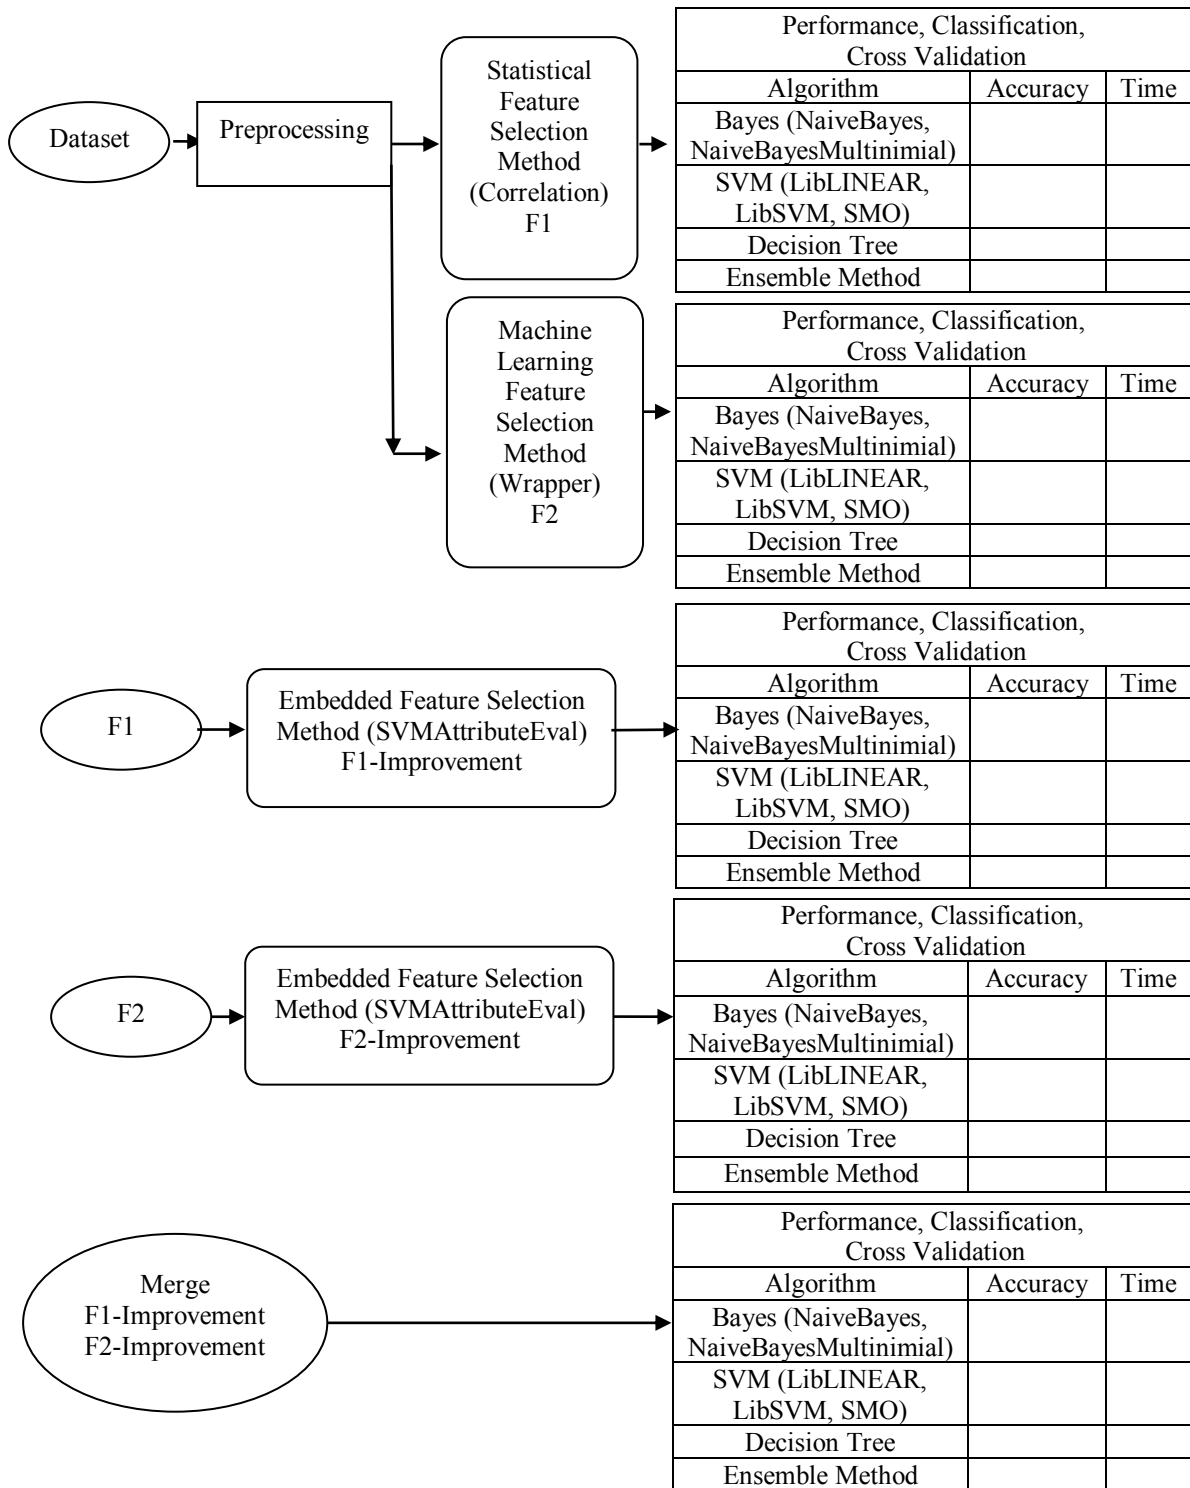 Dataset
Preprocessing
Statistical
Feature
Selection
Method
(Correlation)
F1
Performance, Classification,
Cross Validation
Algorithm Accuracy Time
Bayes (NaiveBayes,
NaiveBayesMultinimial)
SVM (LibLINEAR,
LibSVM, SMO)
Decision Tree
Ensemble Method
Machine
Learning
Feature
Selection
Method
(Wrapper)
F2
Performance, Classification,
Cross Validation
Algorithm Accuracy Time
Bayes (NaiveBayes,
NaiveBayesMultinimial)
SVM (LibLINEAR,
LibSVM, SMO)
Decision Tree
Ensemble Method
F1
Embedded Feature Selection
Method (SVMAttributeEval)
F1-Improvement
Performance, Classification,
Cross Validation
Algorithm Accuracy Time
Bayes (NaiveBayes,
NaiveBayesMultinimial)
SVM (LibLINEAR,
LibSVM, SMO)
Decision Tree
Ensemble Method
F2
Embedded Feature Selection
Method (SVMAttributeEval)
F2-Improvement
Performance, Classification,
Cross Validation
Algorithm Accuracy Time
Bayes (NaiveBayes,
NaiveBayesMultinimial)
SVM (LibLINEAR,
LibSVM, SMO)
Decision Tree
Ensemble Method
Merge
F1-Improvement
F2-Improvement
Performance, Classification,
Cross Validation
Algorithm Accuracy Time
Bayes (NaiveBayes,
NaiveBayesMultinimial)
SVM (LibLINEAR,
LibSVM, SMO)
Decision Tree
Ensemble Method